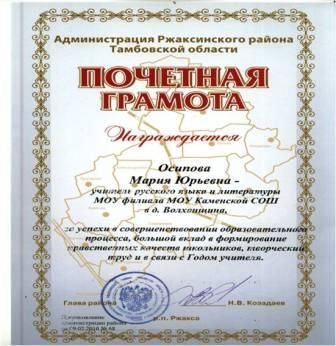 Администрация Ржаксинского района
Тамбовской области
ПОЧЕТНАЯ
ГРАМОТА
Награждается
Осипова
Мария Юрьевна -
учитель русского языка и литературы
МОУ филиала МОУ Каменской СОШ
в д. Волхонщина,
за успехи в совершенствовании образовательного
процесса, большой вклад в формирование
нравственных качеств школьников, творческий
труд и в связи с Годом учителя.
Глава района
Н.В. Козадаев
р.п. Ржакса
администрации района